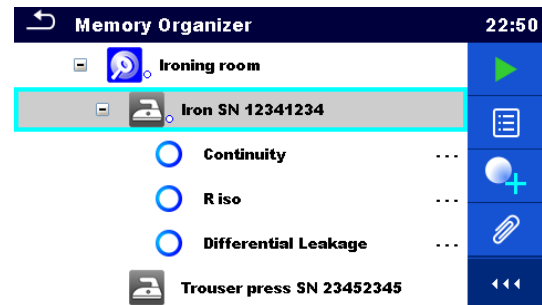 Memory Organizer 22:50
Ironing room
Iron SN 12341234
Continuity ---
R iso ---
Differential Leakage ---
Trouser press SN 23452345